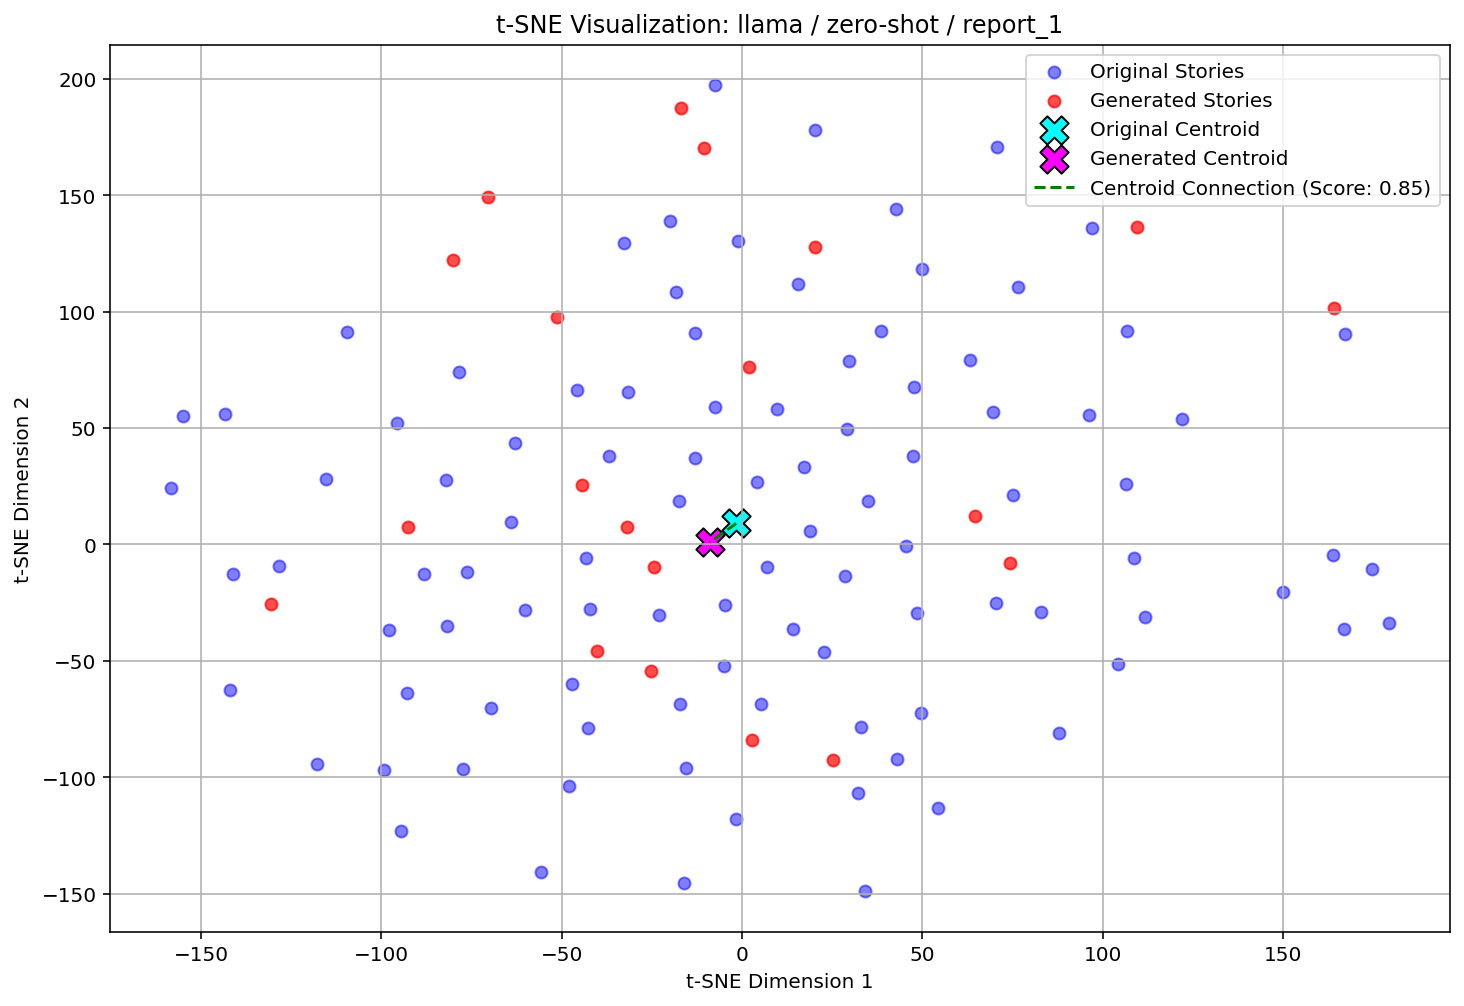 t-SNE Visualization: llama / zero-shot / report_1
Original Stories
Generated Stories
Original Centroid
Generated Centroid
Centroid Connection (Score: 0.85)
t-SNE Dimension 2
200
150
100
50
0
−50
−100
−150
−150
−100
−50
0
50
100
150
t-SNE Dimension 1